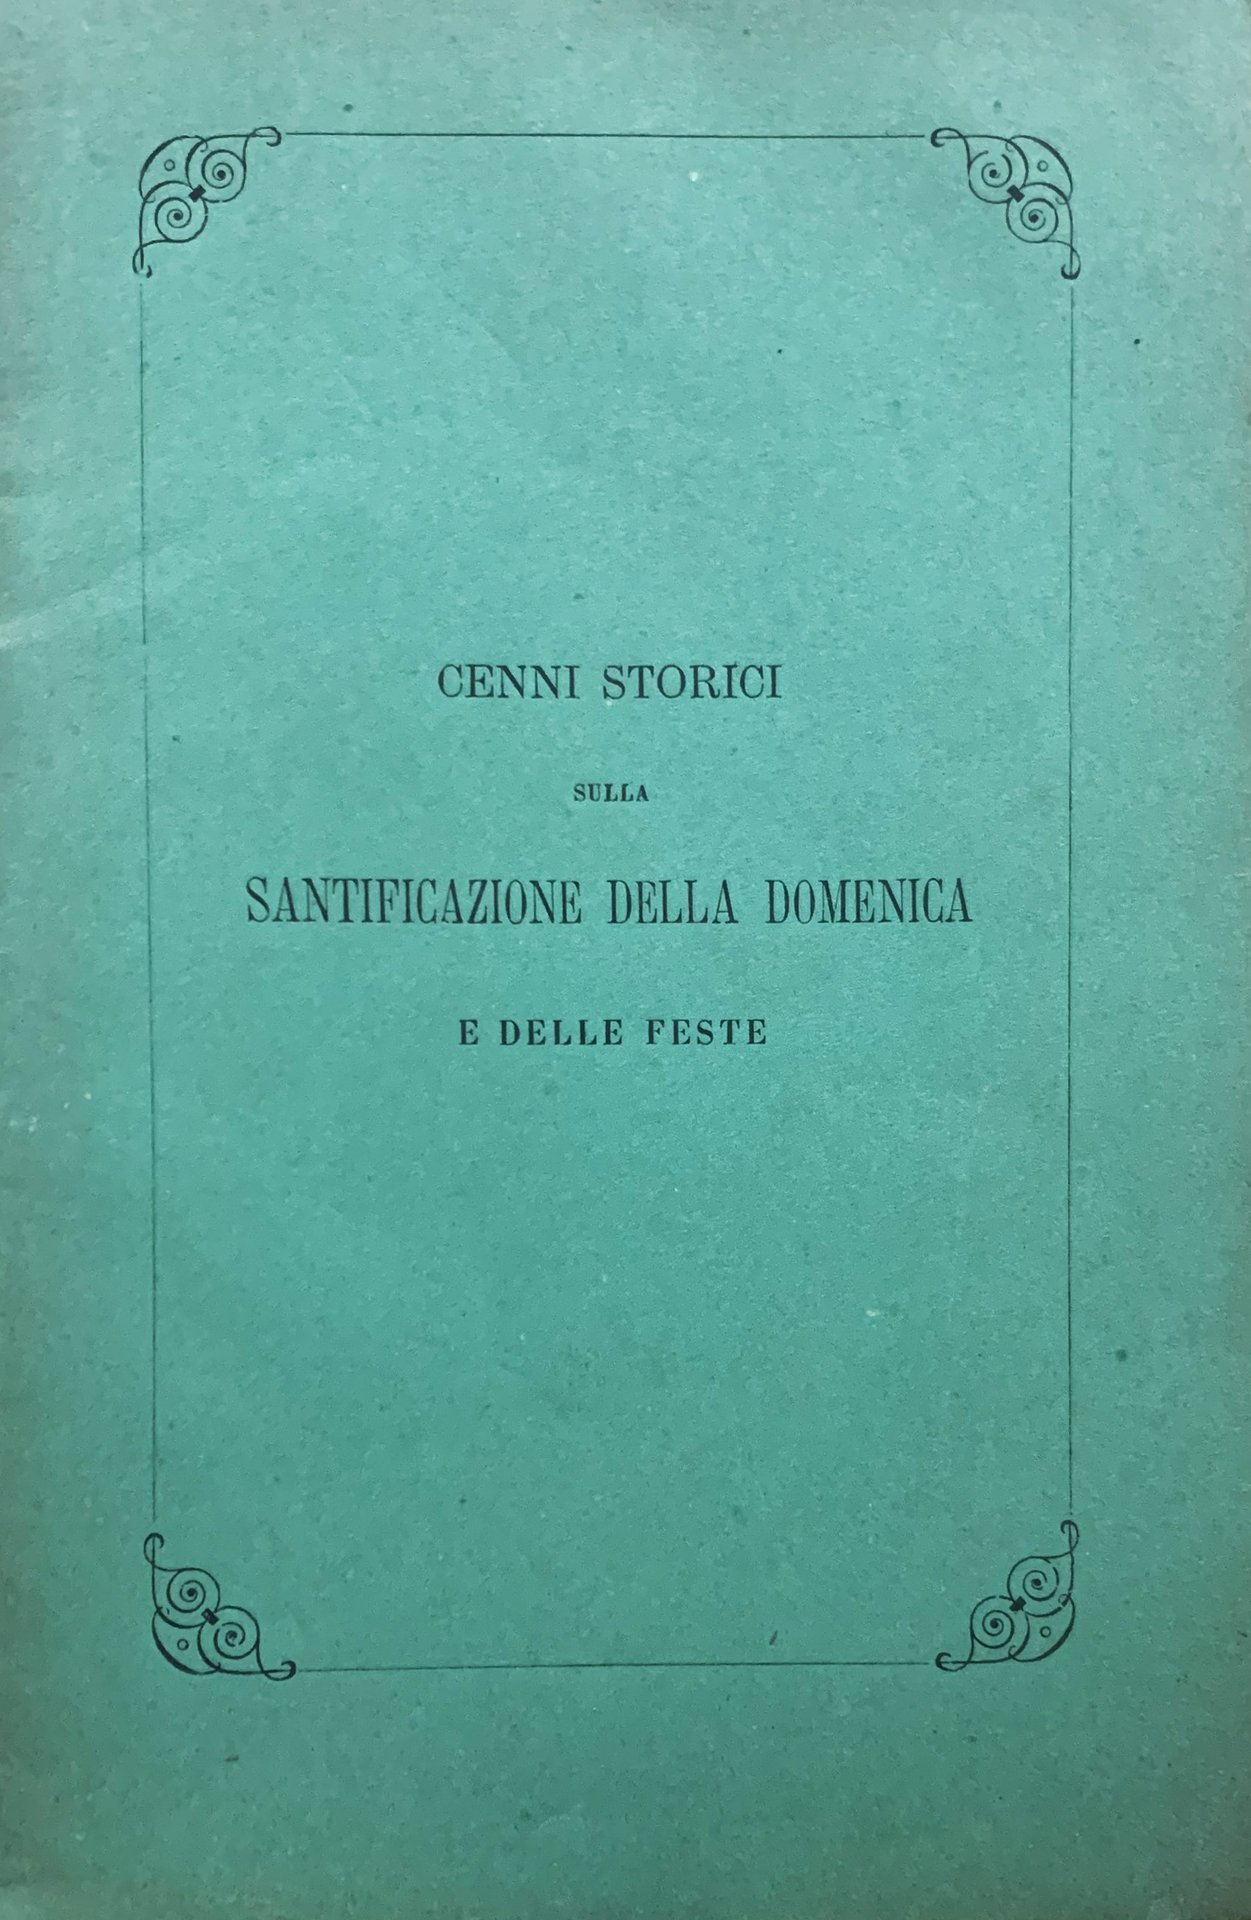 CENNI STORICI
SULLA
SANTIFICAZIONE DELLA DOMENICA
E DELLE FESTE